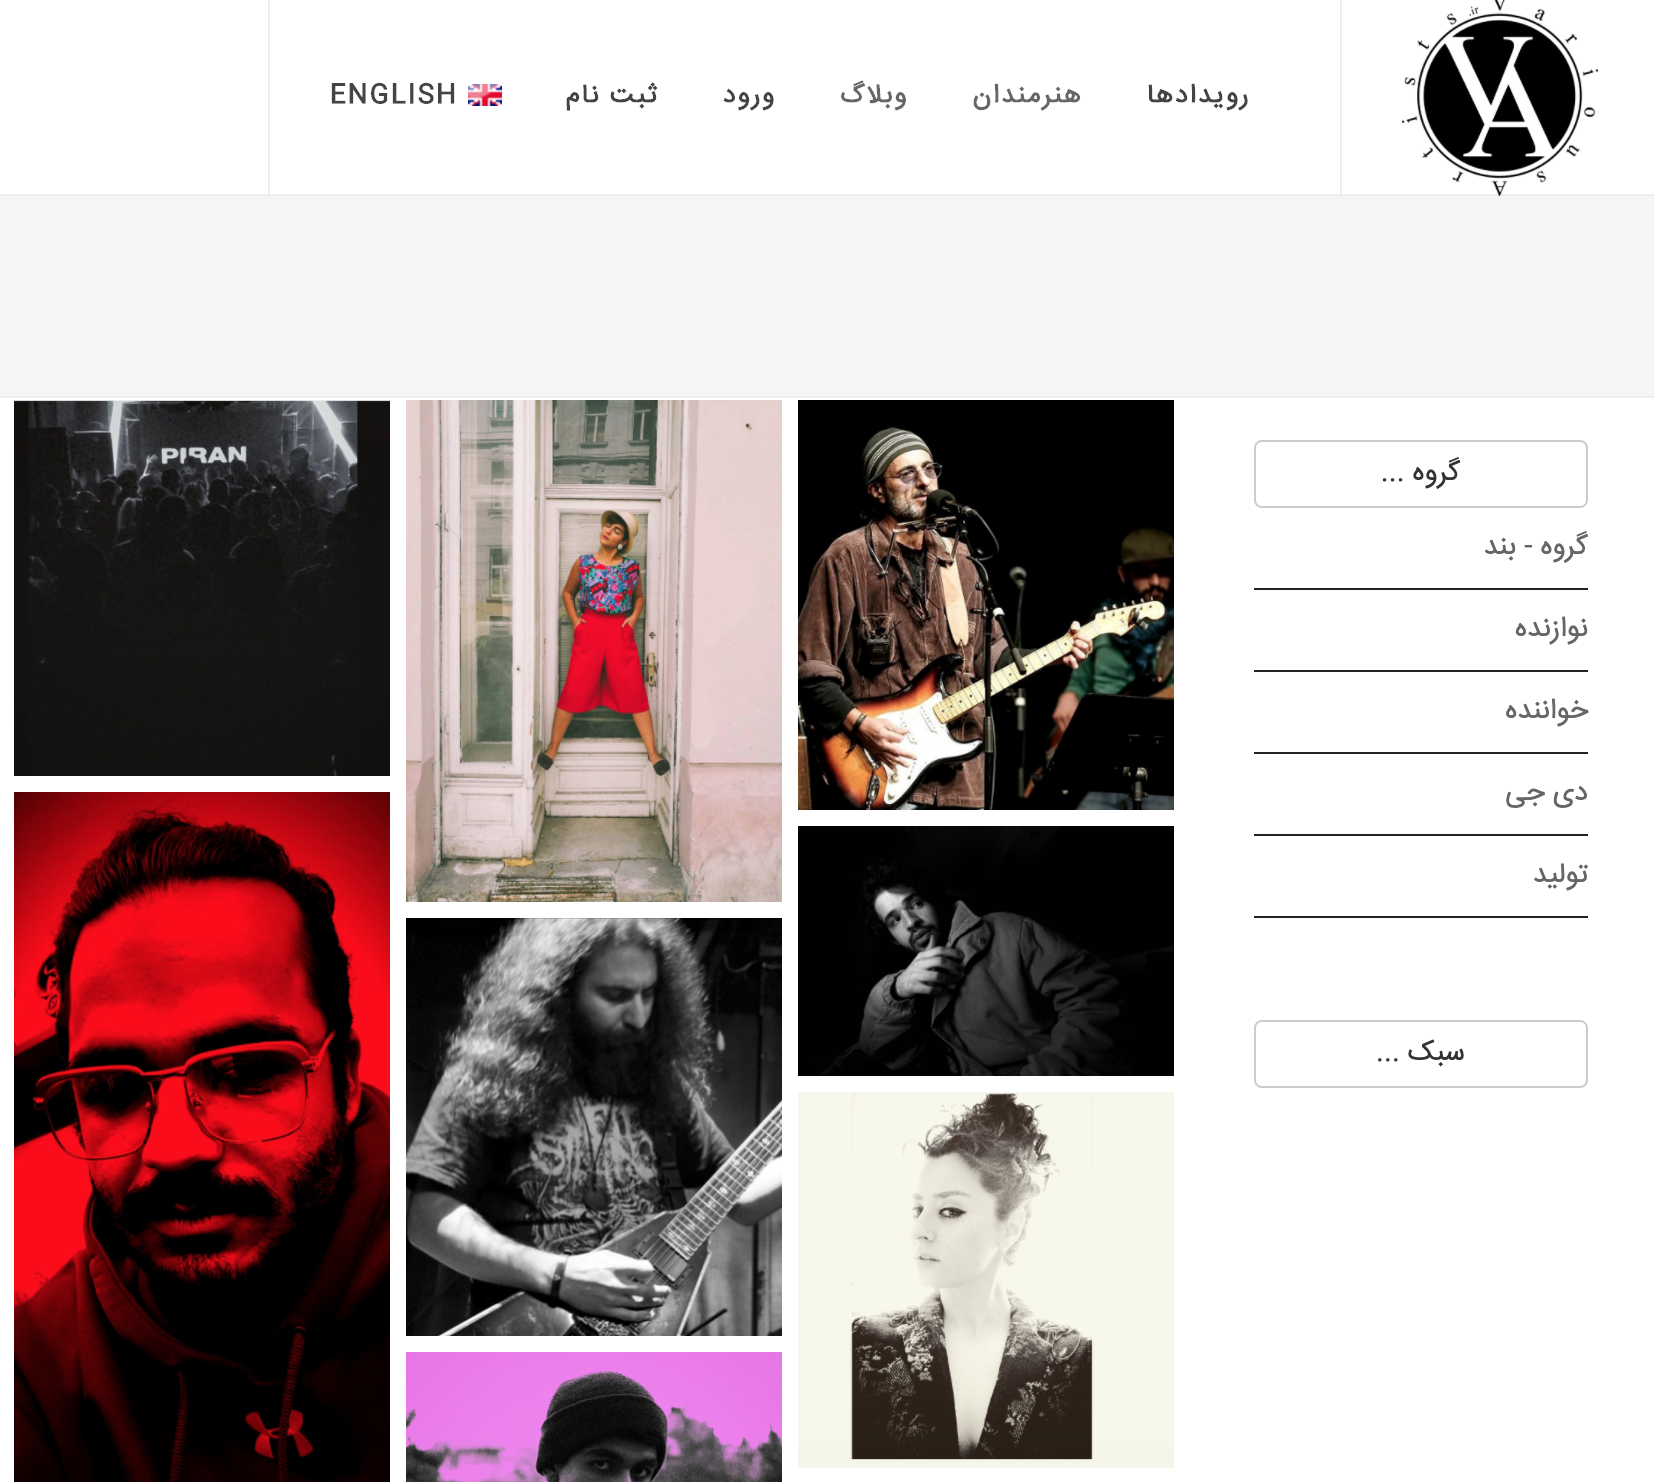 Various Artists .ir
VA
رویدادها
هنرمندان
وبلاگ
ورود
ثبت نام
ENGLISH
PIRAN
گروه ...
گروه - بند
نوازنده
خواننده
دی جی
تولید
سبک ...